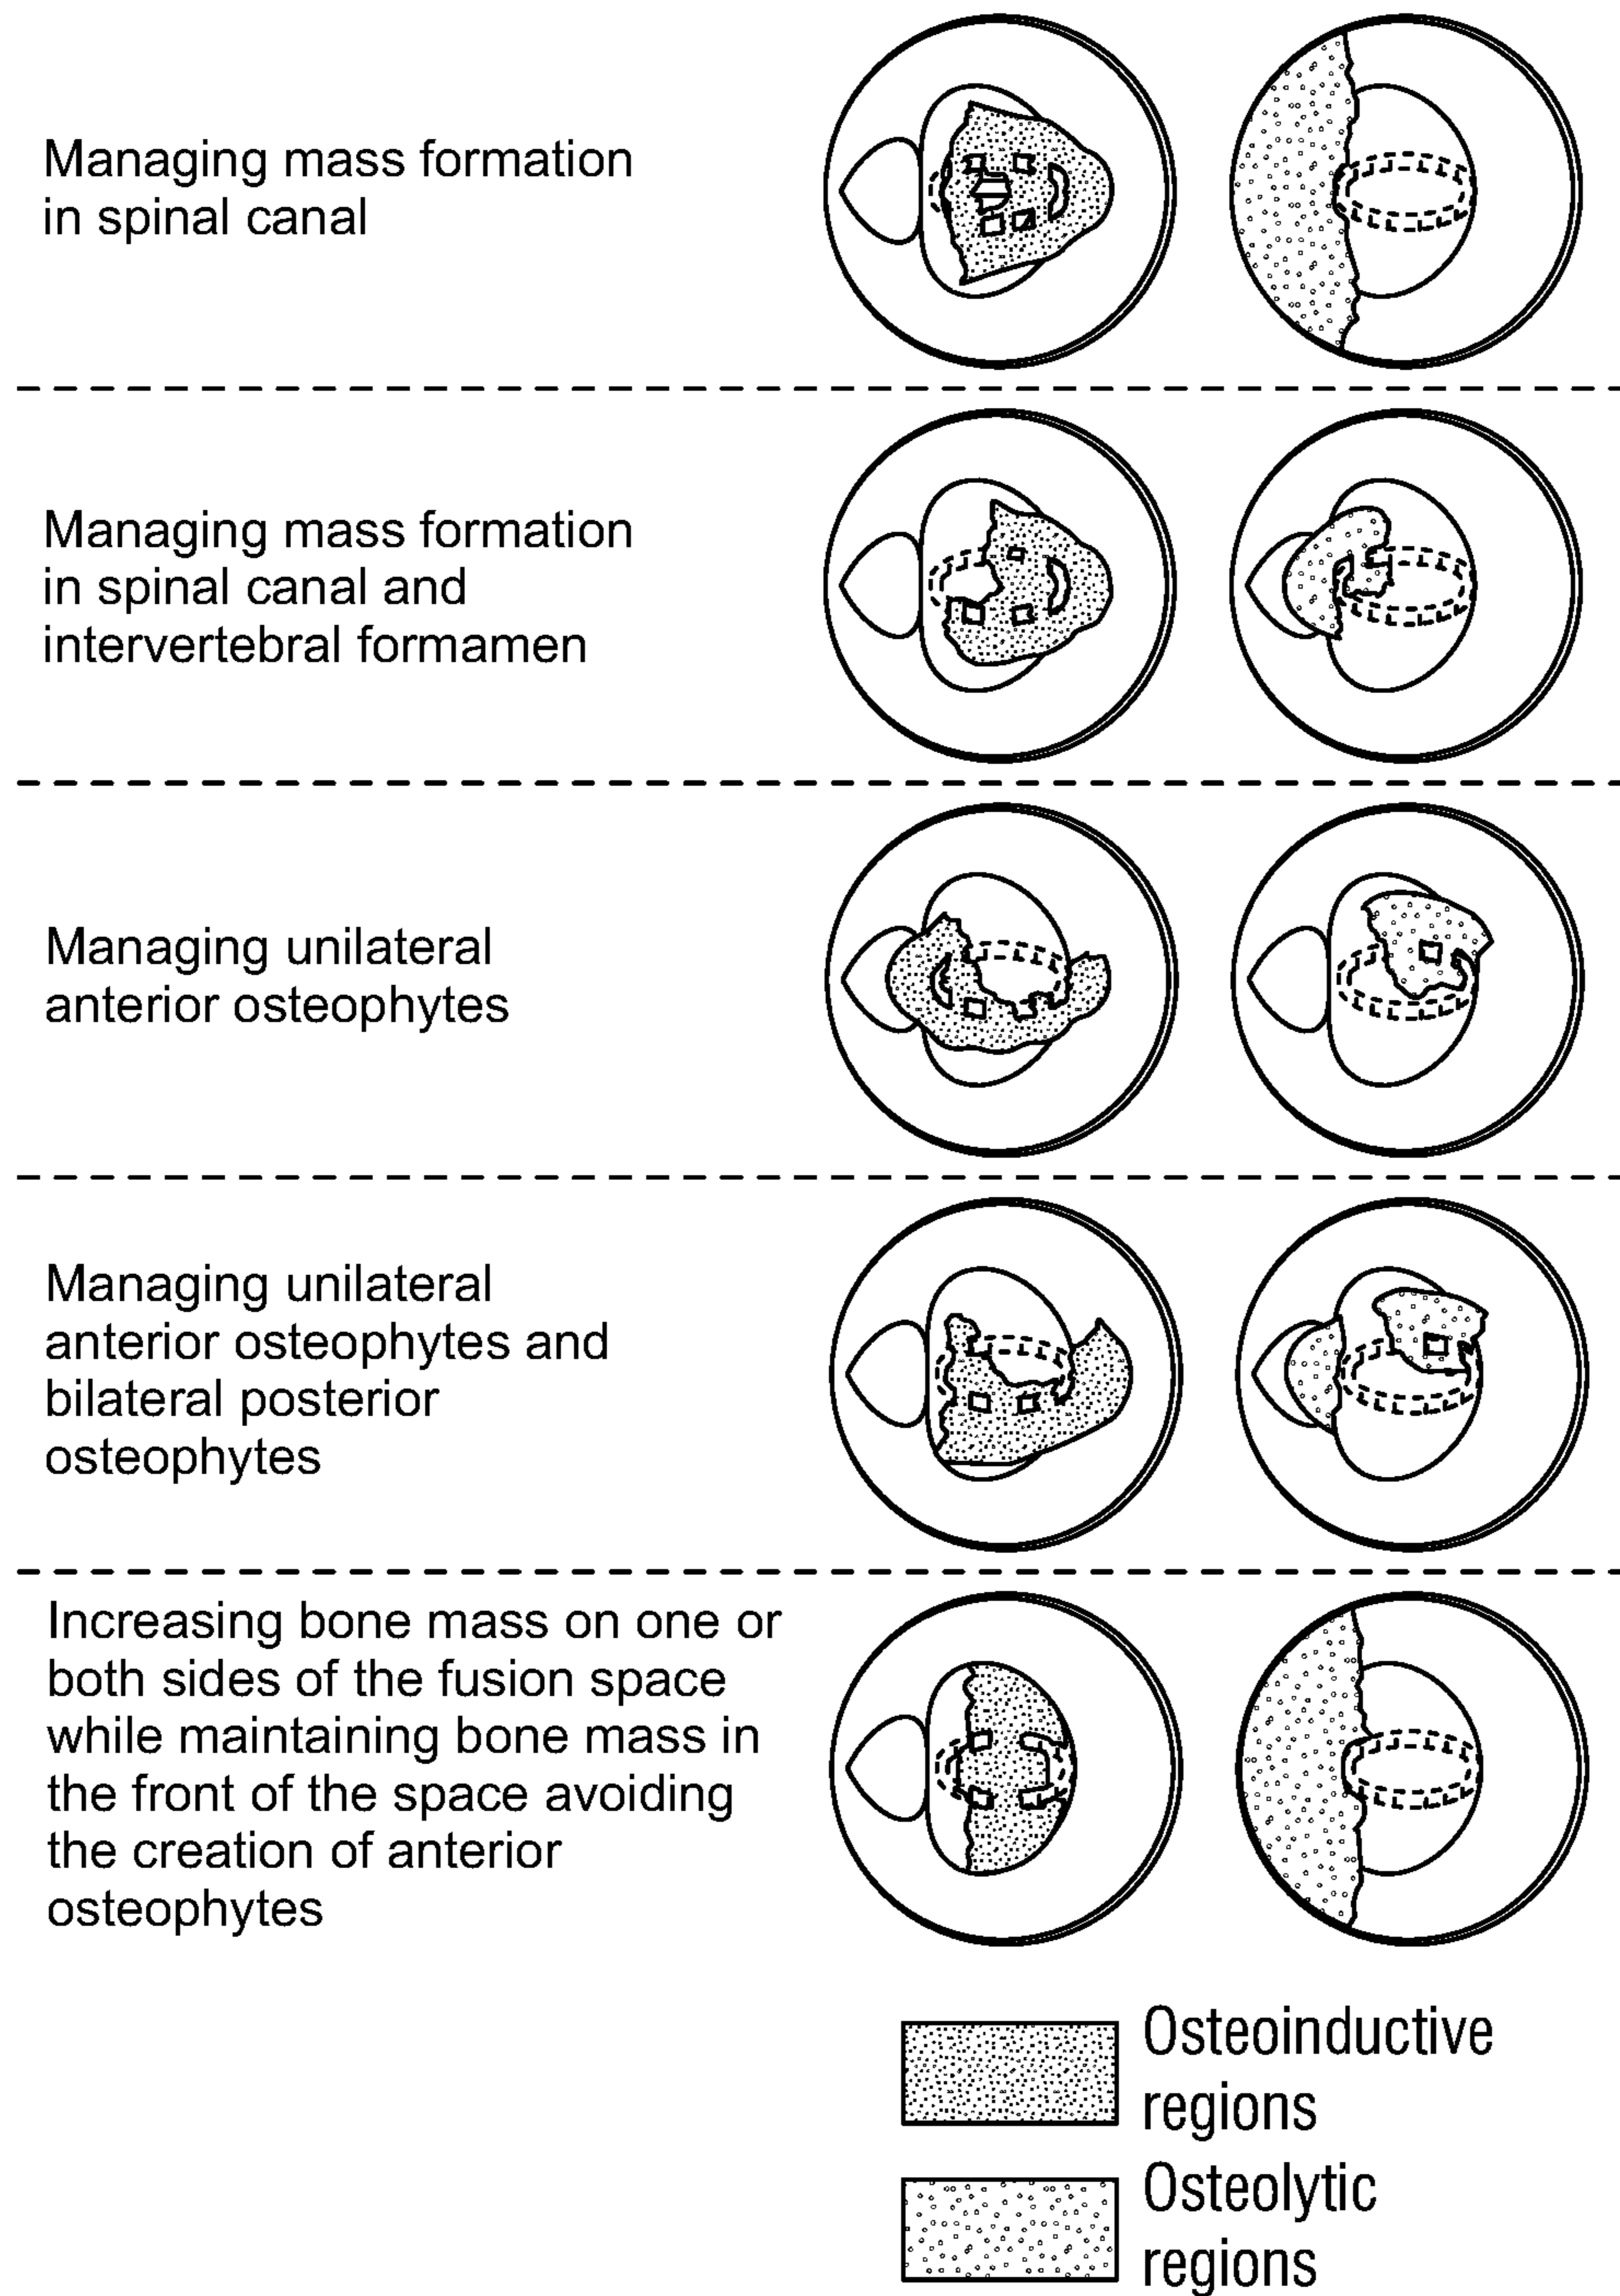 Managing mass formation
in spinal canal
Managing mass formation
in spinal canal and
intervertebral formamen
Managing unilateral
anterior osteophytes
Managing unilateral
anterior osteophytes and
bilateral posterior
osteophytes
Increasing bone mass on one or
both sides of the fusion space
while maintaining bone mass in
the front of the space avoiding
the creation of anterior
osteophytes
Osteoinductive
regions
Osteolytic
regions